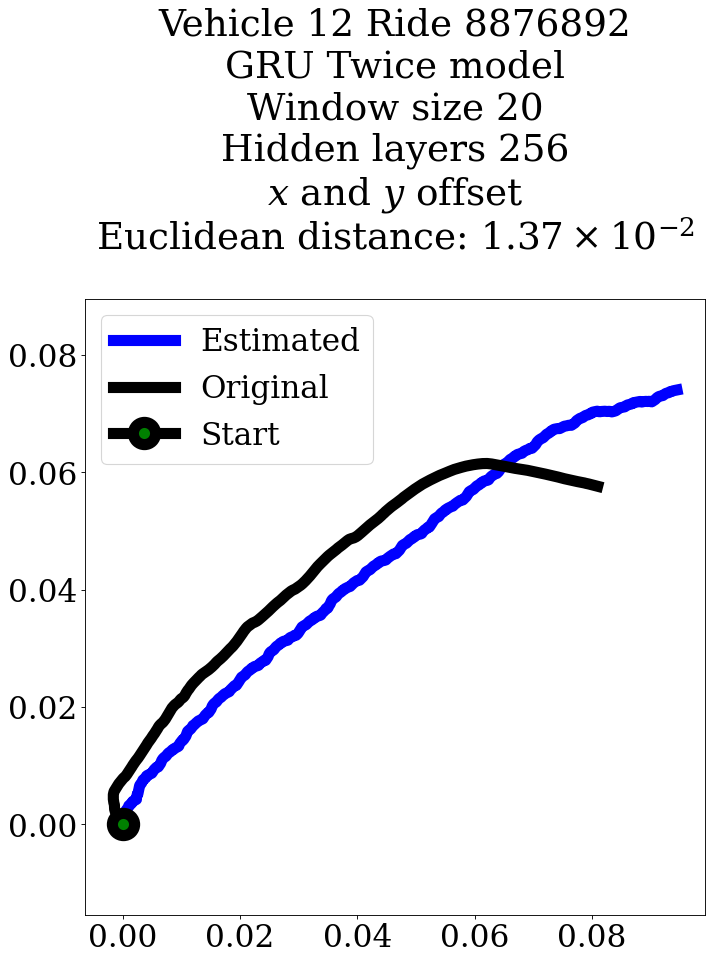 Vehicle 12 Ride 8876892
GRU Twice model
Window size 20
Hidden layers 256
x and y offset
Euclidean distance: 1.37 × 10⁻²
Estimated
Original
Start
0.08
0.06
0.04
0.02
0.00
0.00 0.02 0.04 0.06 0.08